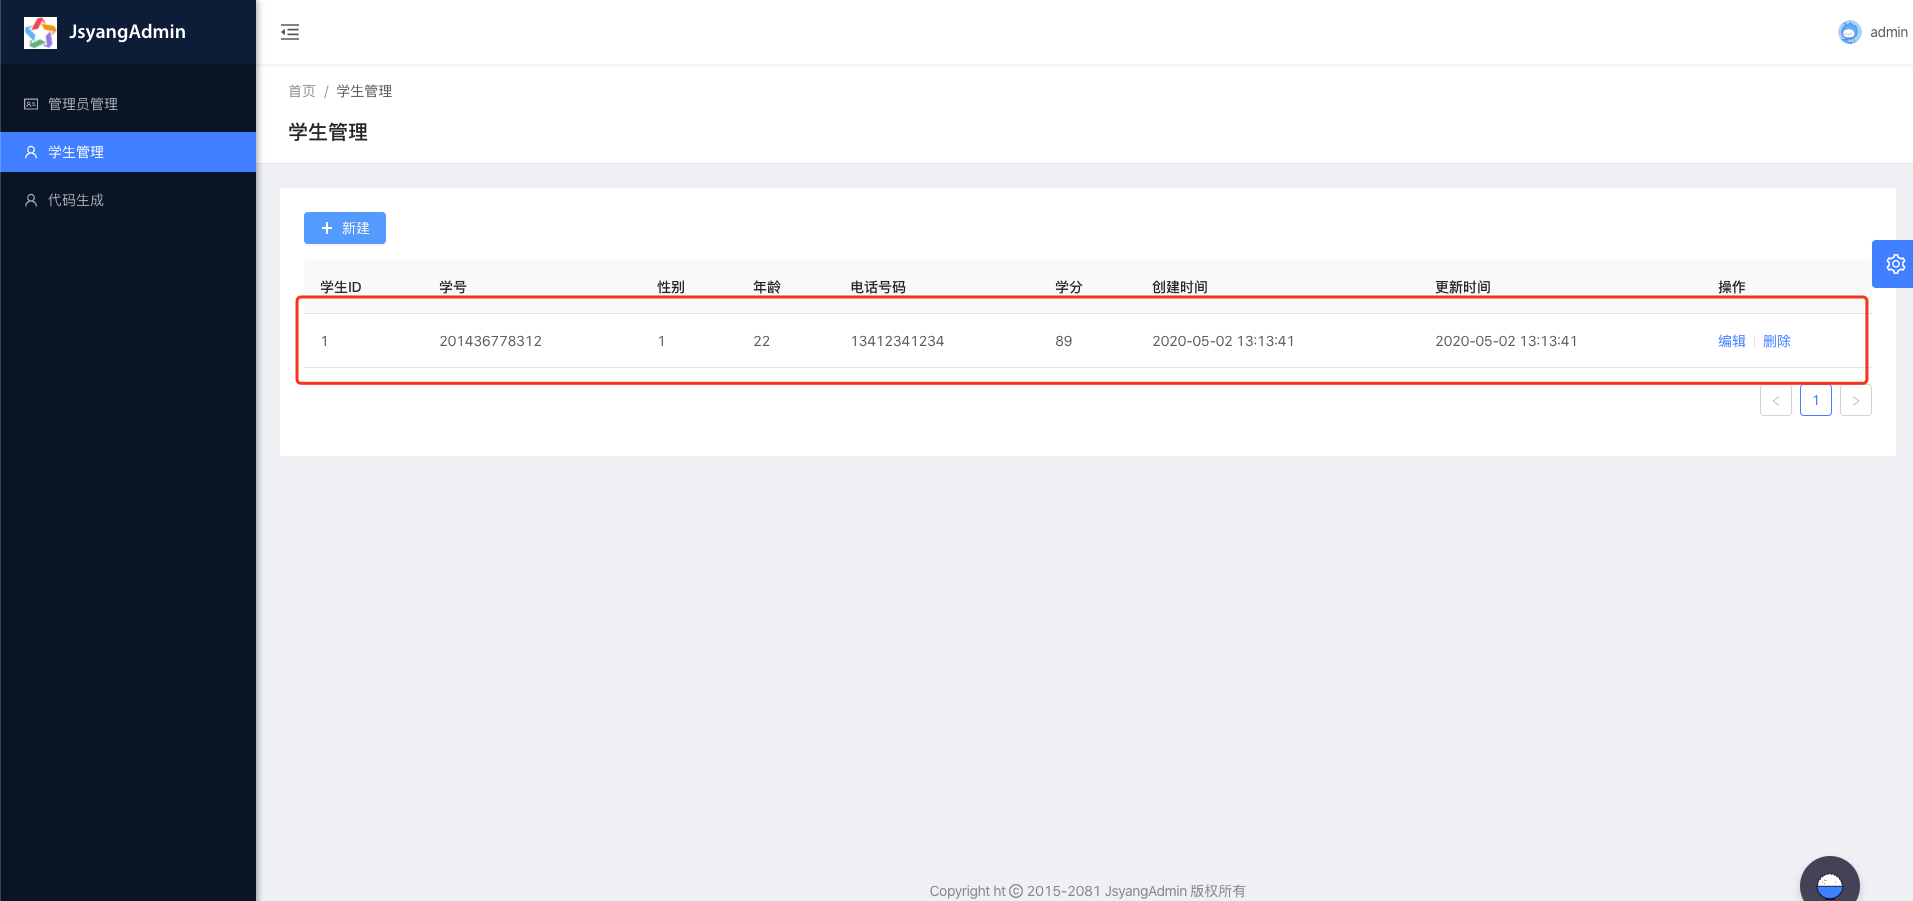 JsyangAdmin
admin
管理员管理
学生管理
代码生成
首页 / 学生管理
学生管理
新建
学生ID 学号 性别 年龄 电话号码 学分 创建时间 更新时间 操作
1 201436778312 1 22 13412341234 89 2020-05-02 13:13:41 2020-05-02 13:13:41 编辑 删除
< 1 >
Copyright ht © 2015-2081 JsyangAdmin 版权所有